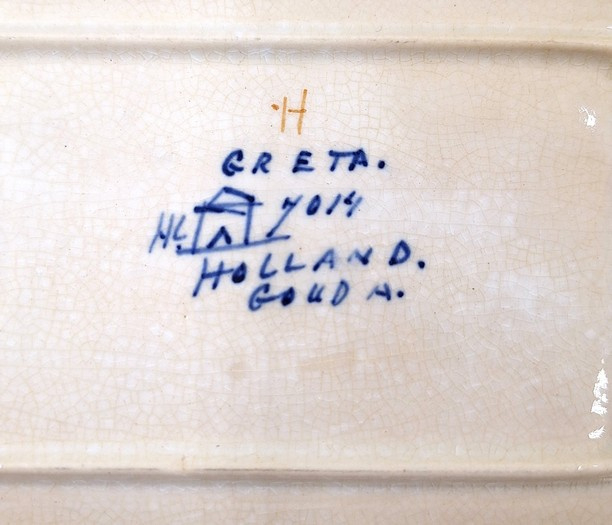 H
GRETA.
HL. 7014
HOLLAND.
GOUDA.